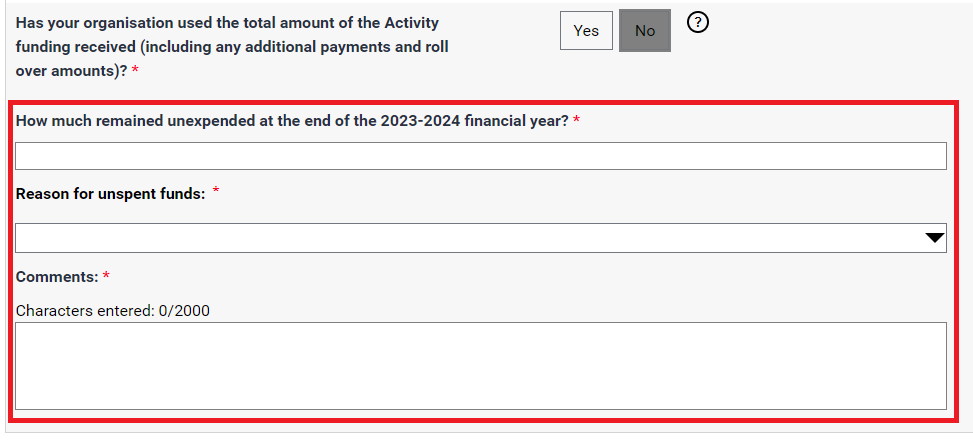 Has your organisation used the total amount of the Activity
funding received (including any additional payments and roll
over amounts)? *
Yes
No
?
How much remained unexpended at the end of the 2023-2024 financial year? *
Reason for unspent funds: *
Comments: *
Characters entered: 0/2000